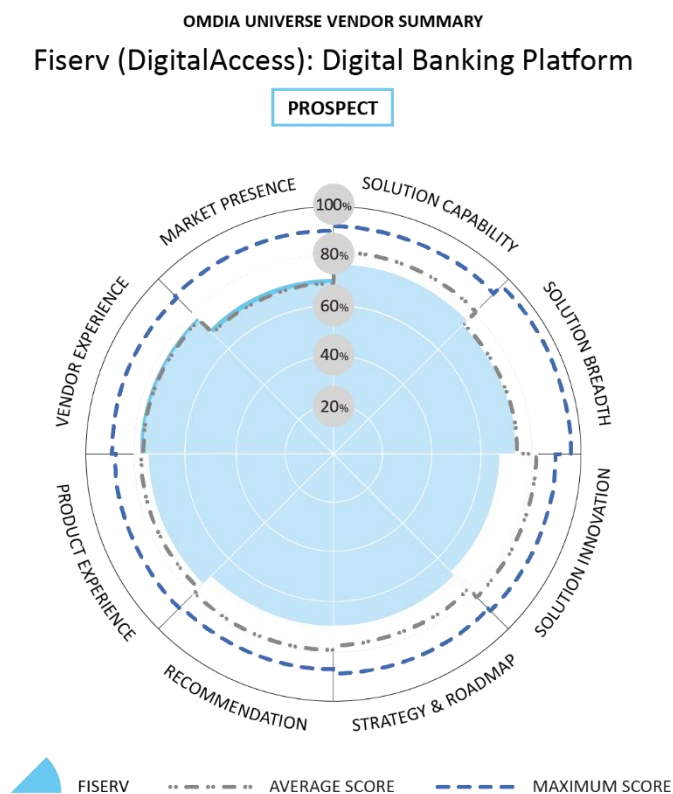 OMDIA UNIVERSE VENDOR SUMMARY
Fiserv (DigitalAccess): Digital Banking Platform
PROSPECT
MARKET PRESENCE
SOLUTION CAPABILITY
VENDOR EXPERIENCE
SOLUTION BREADTH
100%
80%
60%
40%
20%
PRODUCT EXPERIENCE
SOLUTION INNOVATION
RECOMMENDATION
STRATEGY & ROADMAP
FISERV
AVERAGE SCORE
MAXIMUM SCORE